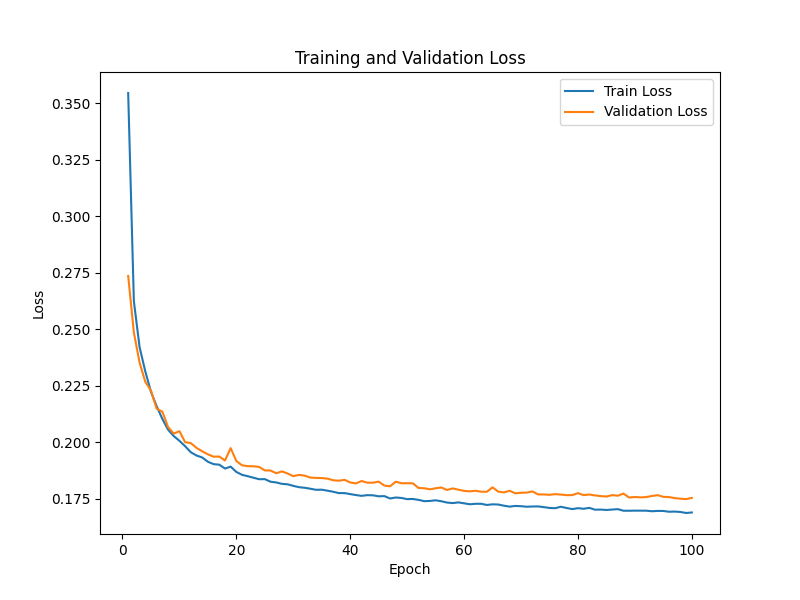 Training and Validation Loss
Train Loss
Validation Loss
0.350
0.325
0.300
0.275
0.250
0.225
0.200
0.175
Loss
0
20
40
60
80
100
Epoch